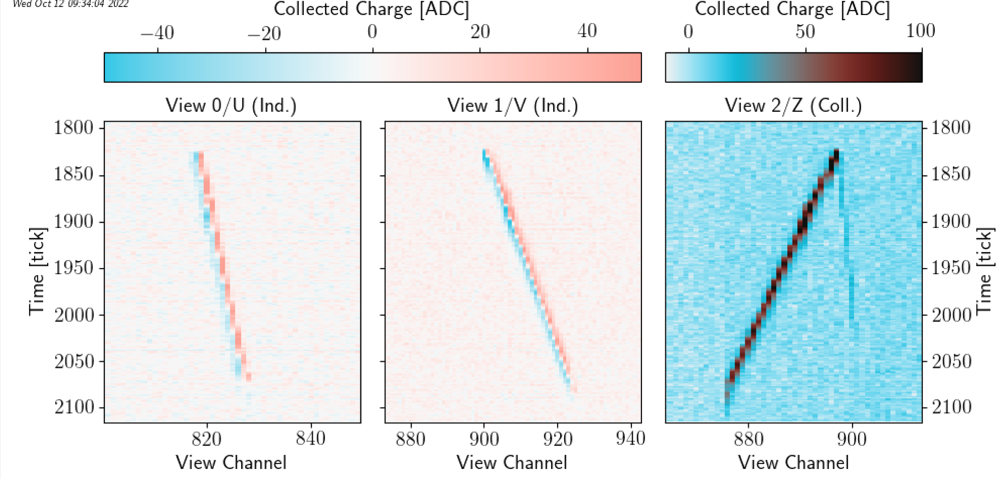 Wed Oct 12 09:34:04 2022
Collected Charge [ADC] Collected Charge [ADC]
−40 −20 0 20 40 0 50 100
View 0/U (Ind.) View 1/V (Ind.) View 2/Z (Coll.)
1800 1800
1850 1850
1900 1900
1950 1950
2000 2000
2050 2050
2100 2100
Time [tick] Time [tick]
820 840 880 900 920 940 880 900
View Channel View Channel View Channel